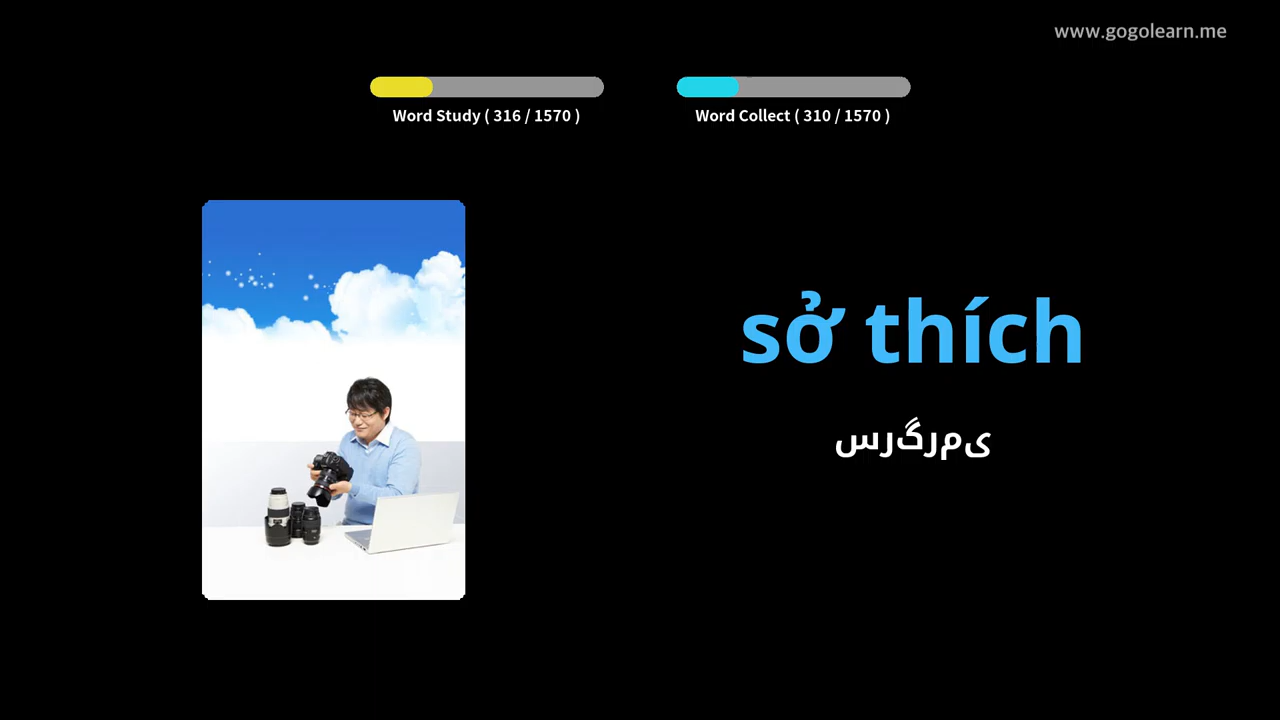 www.gogolearn.me
Word Study ( 316 / 1570 )
Word Collect ( 310 / 1570 )
sở thích
سرگرمی